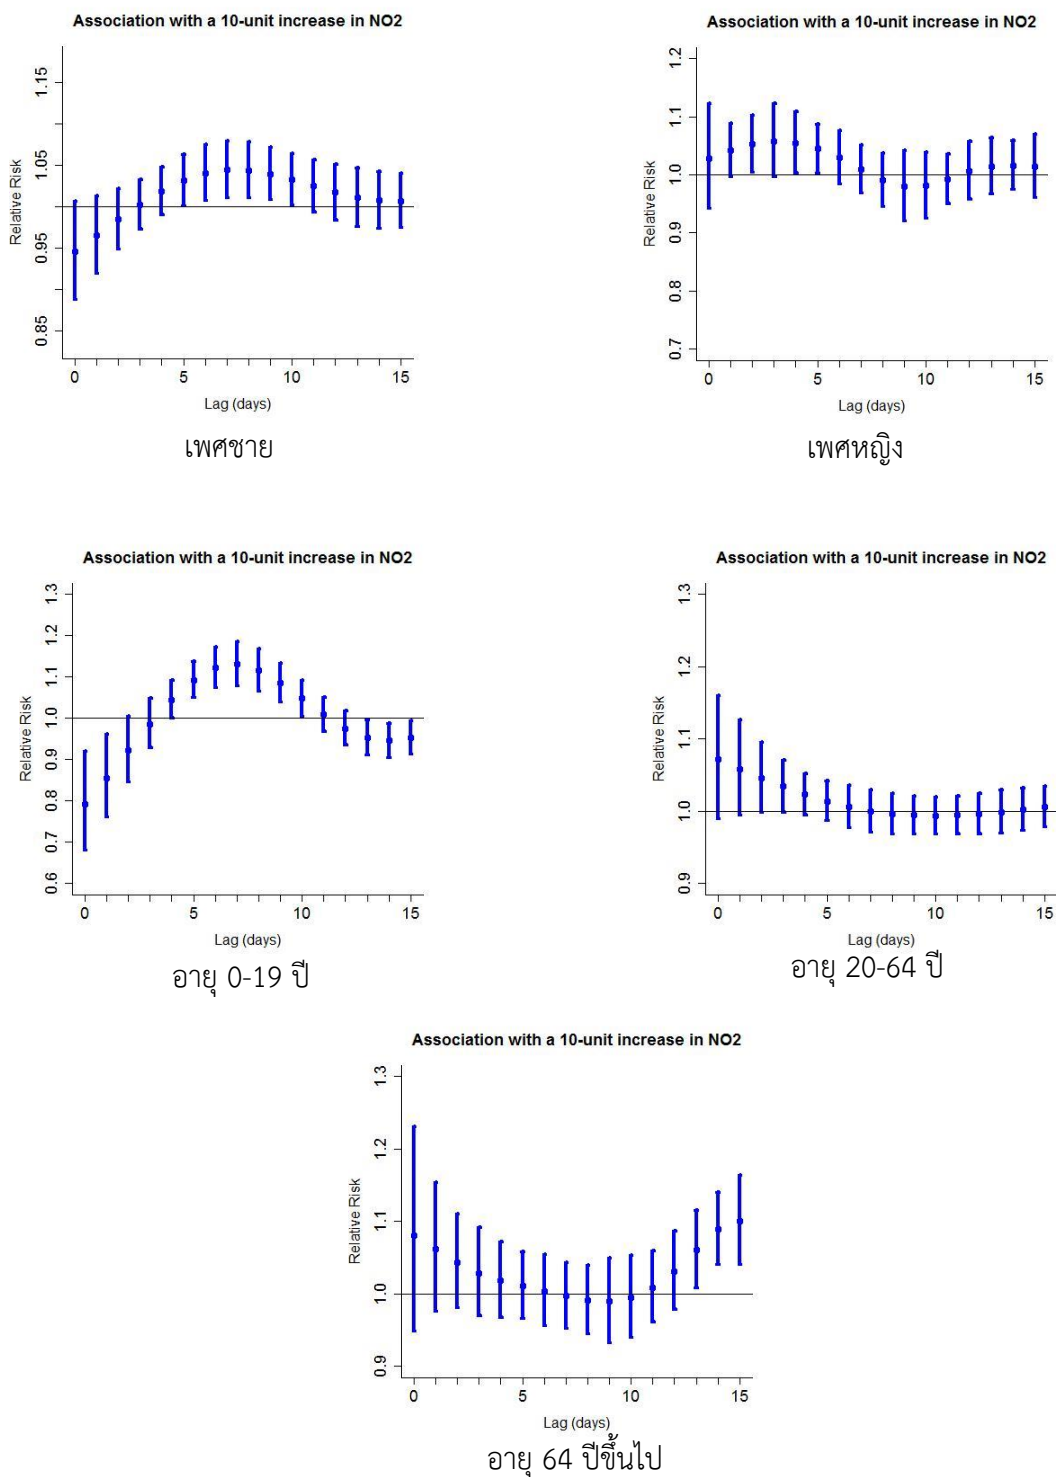 Association with a 10-unit increase in NO2
Relative Risk
1.15
1.05
0.95
0.85
0 5 10 15
Lag (days)
เพศชาย
Association with a 10-unit increase in NO2
Relative Risk
1.2
1.1
1.0
0.9
0.8
0.7
0 5 10 15
Lag (days)
เพศหญิง
Association with a 10-unit increase in NO2
Relative Risk
1.3
1.2
1.1
1.0
0.9
0.8
0.7
0.6
0 5 10 15
Lag (days)
อายุ 0-19 ปี
Association with a 10-unit increase in NO2
Relative Risk
1.3
1.2
1.1
1.0
0.9
0 5 10 15
Lag (days)
อายุ 20-64 ปี
Association with a 10-unit increase in NO2
Relative Risk
1.3
1.2
1.1
1.0
0.9
0 5 10 15
Lag (days)
อายุ 64 ปีขึ้นไป